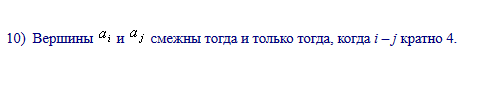 10) Вершины a_i и a_j смежны тогда и только тогда, когда i – j кратно 4.